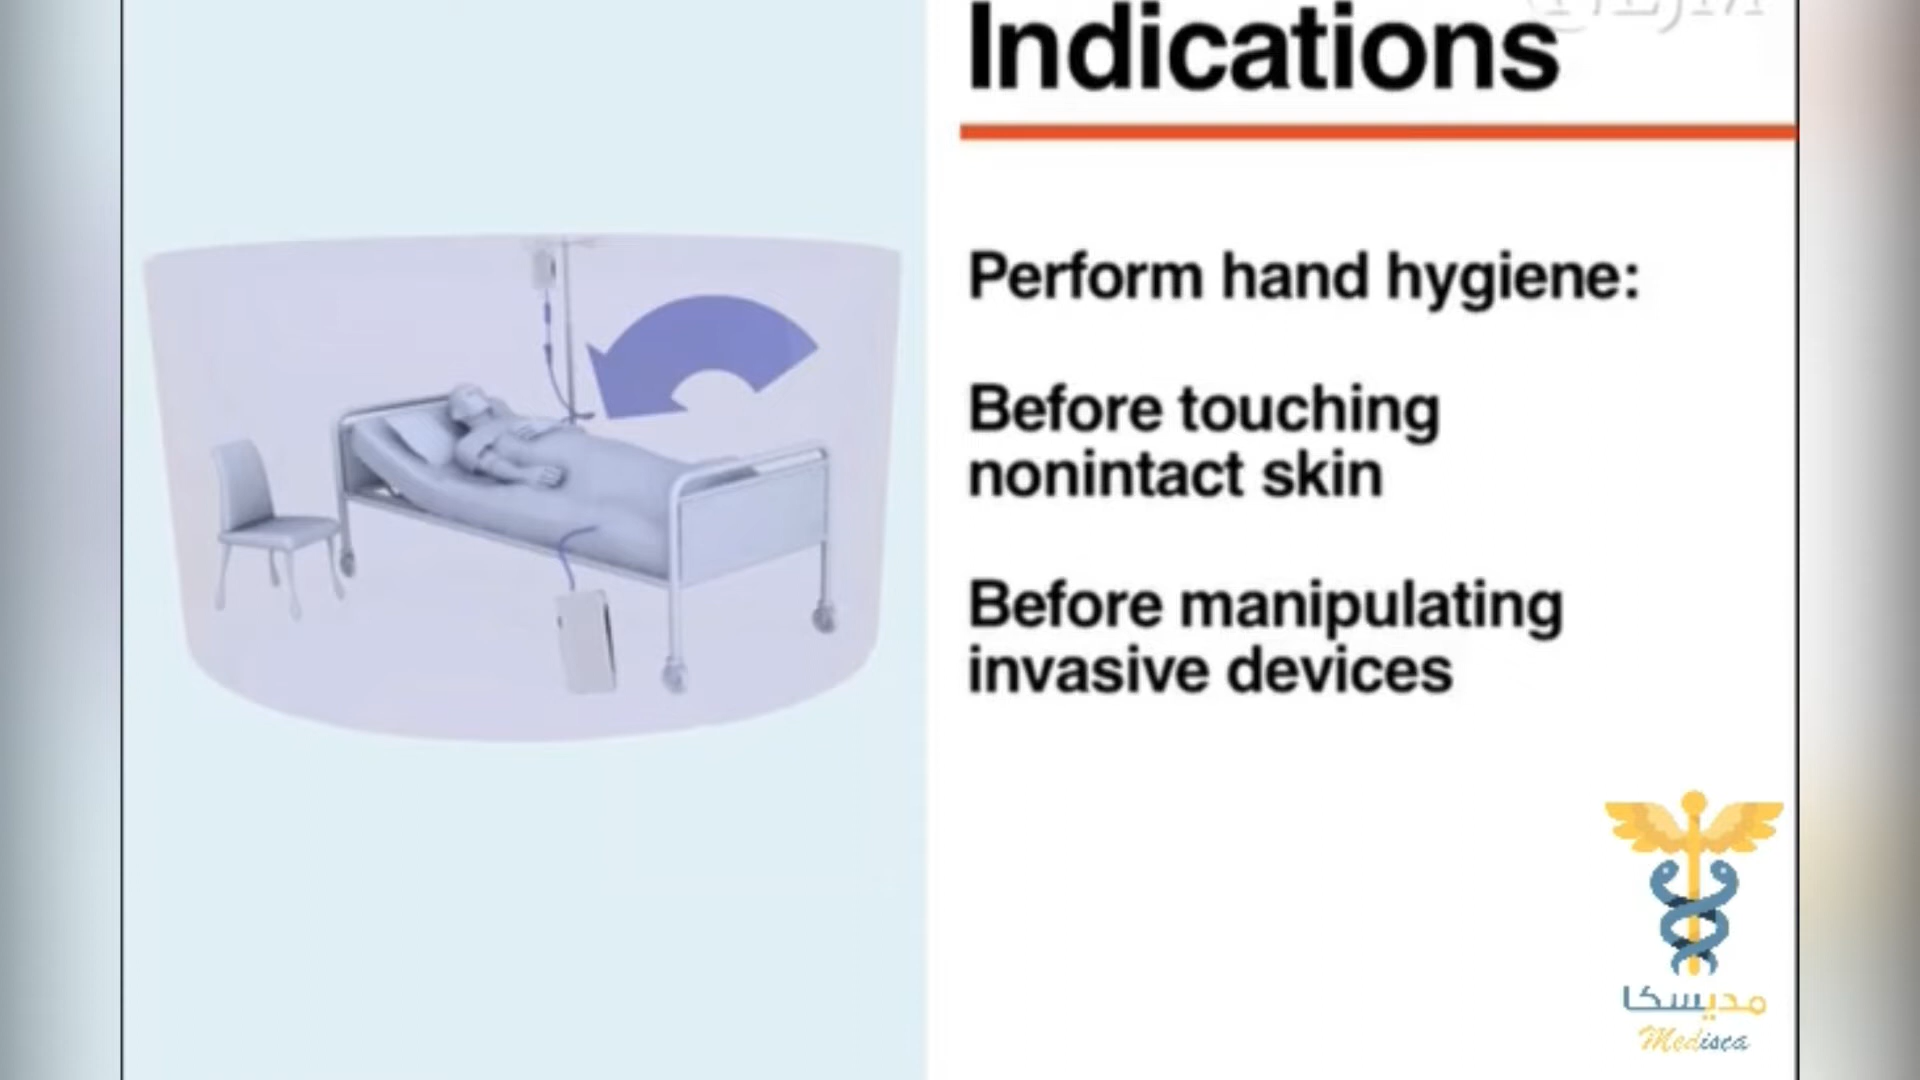 Indications
Perform hand hygiene:
Before touching
nonintact skin
Before manipulating
invasive devices
مديسكا
Medisca